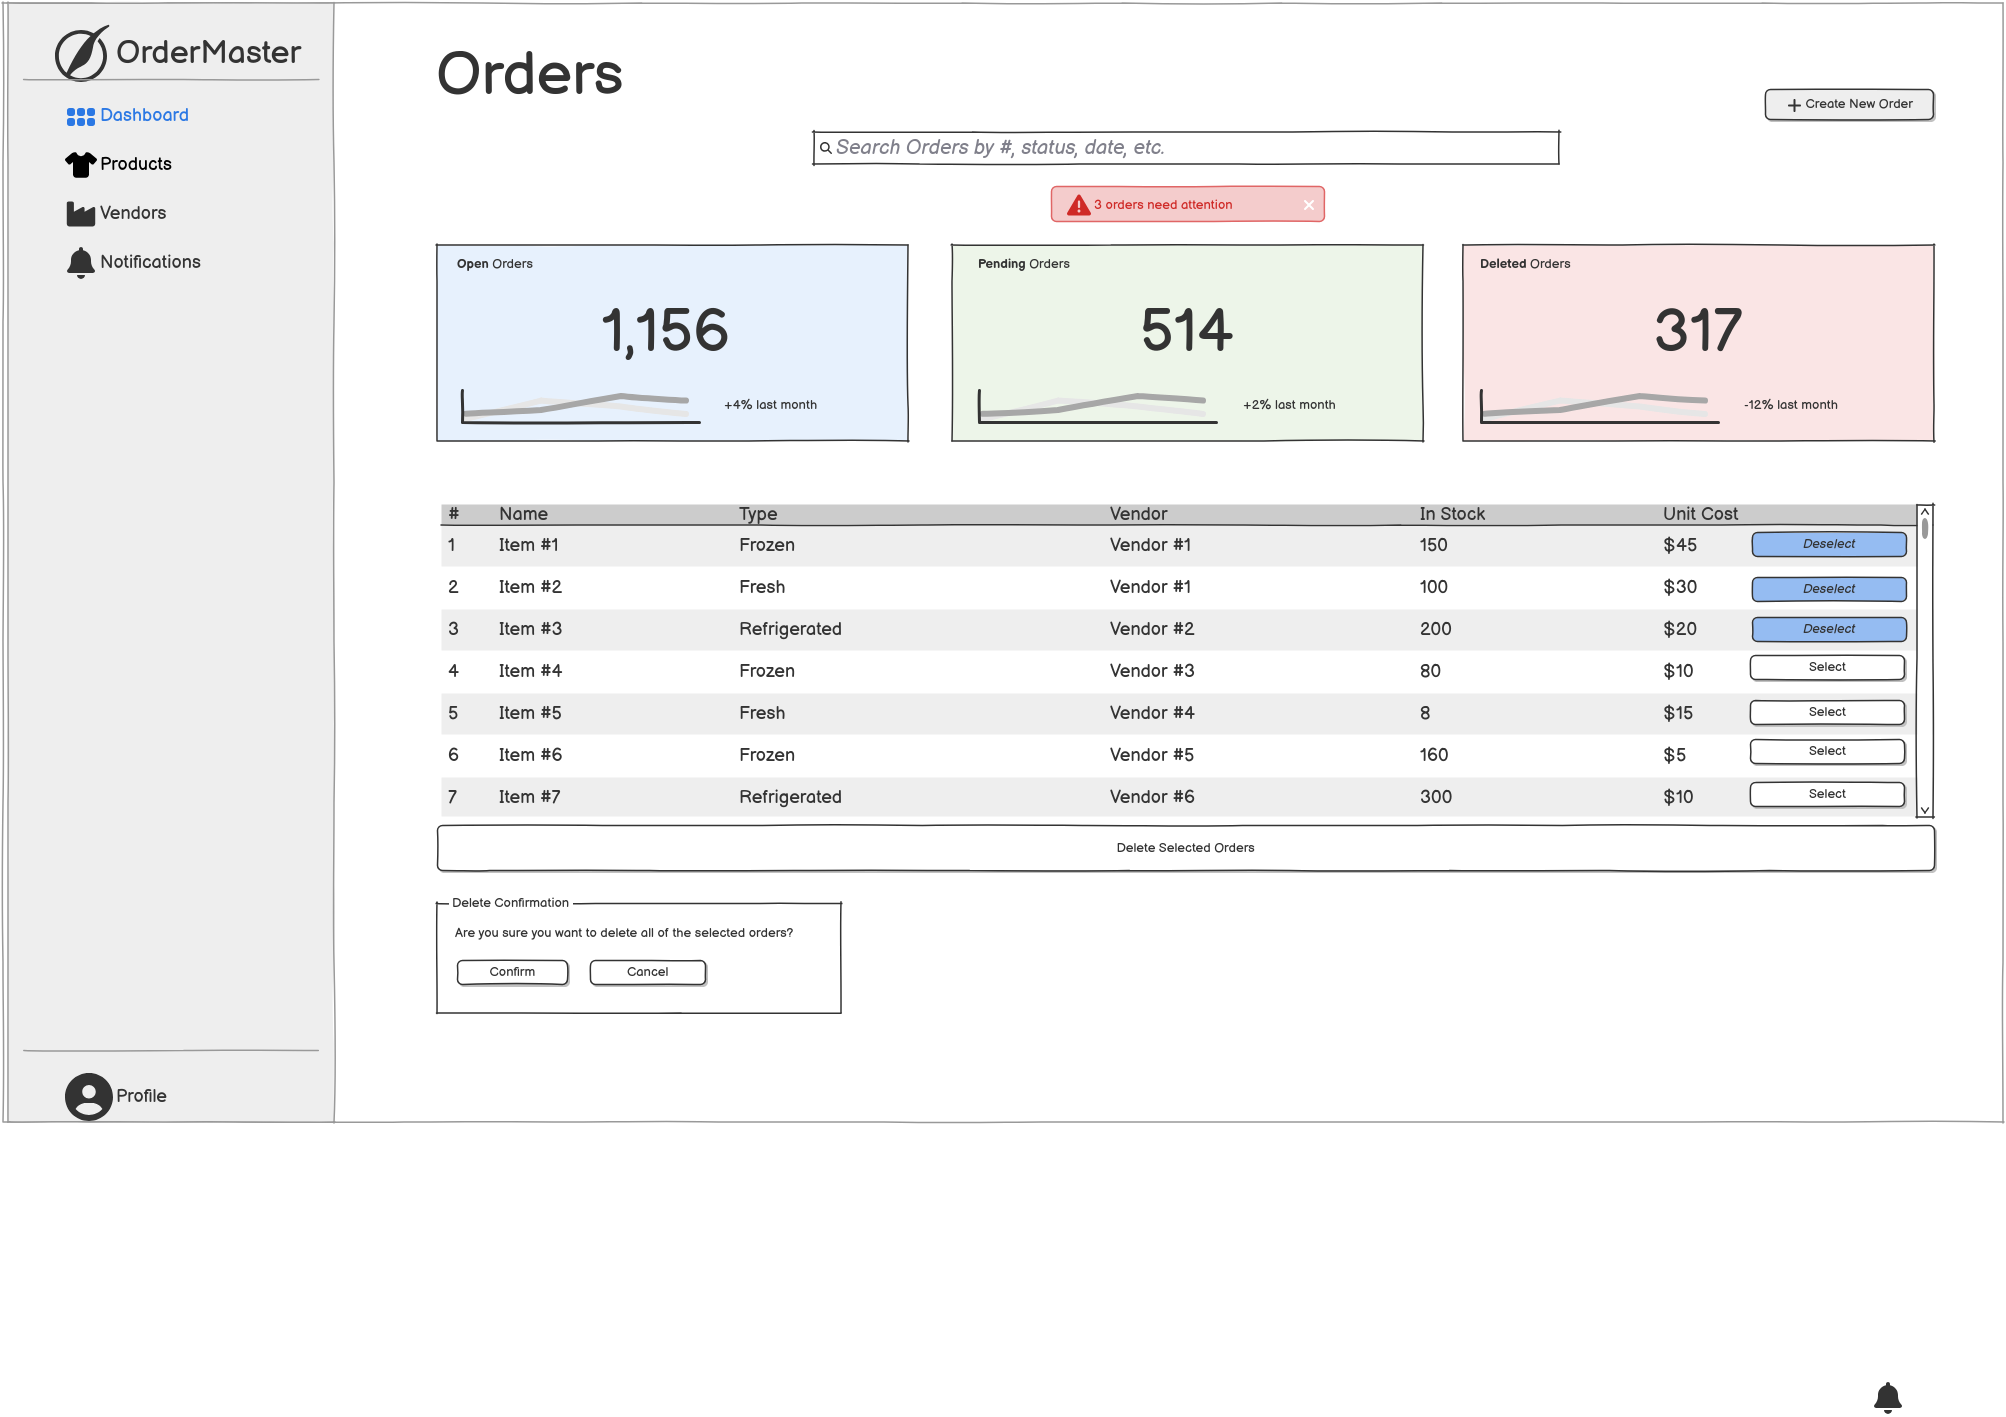 OrderMaster
Dashboard
Products
Vendors
Notifications
Profile
Orders
+ Create New Order
Search Orders by #, status, date, etc.
3 orders need attention
Open Orders
1,156
+4% last month
Pending Orders
514
+2% last month
Deleted Orders
317
-12% last month
# Name Type Vendor In Stock Unit Cost
1 Item #1 Frozen Vendor #1 150 $45 Deselect
2 Item #2 Fresh Vendor #1 100 $30 Deselect
3 Item #3 Refrigerated Vendor #2 200 $20 Deselect
4 Item #4 Frozen Vendor #3 80 $10 Select
5 Item #5 Fresh Vendor #4 8 $15 Select
6 Item #6 Frozen Vendor #5 160 $5 Select
7 Item #7 Refrigerated Vendor #6 300 $10 Select
Delete Selected Orders
Delete Confirmation
Are you sure you want to delete all of the selected orders?
Confirm Cancel